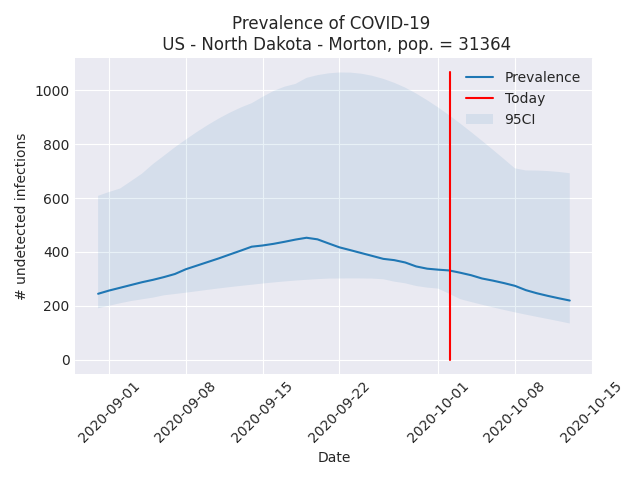 Prevalence of COVID-19
US - North Dakota - Morton, pop. = 31364
# undetected infections
1000
800
600
400
200
0
Prevalence
Today
95CI
2020-09-01
2020-09-08
2020-09-15
2020-09-22
2020-10-01
2020-10-08
2020-10-15
Date